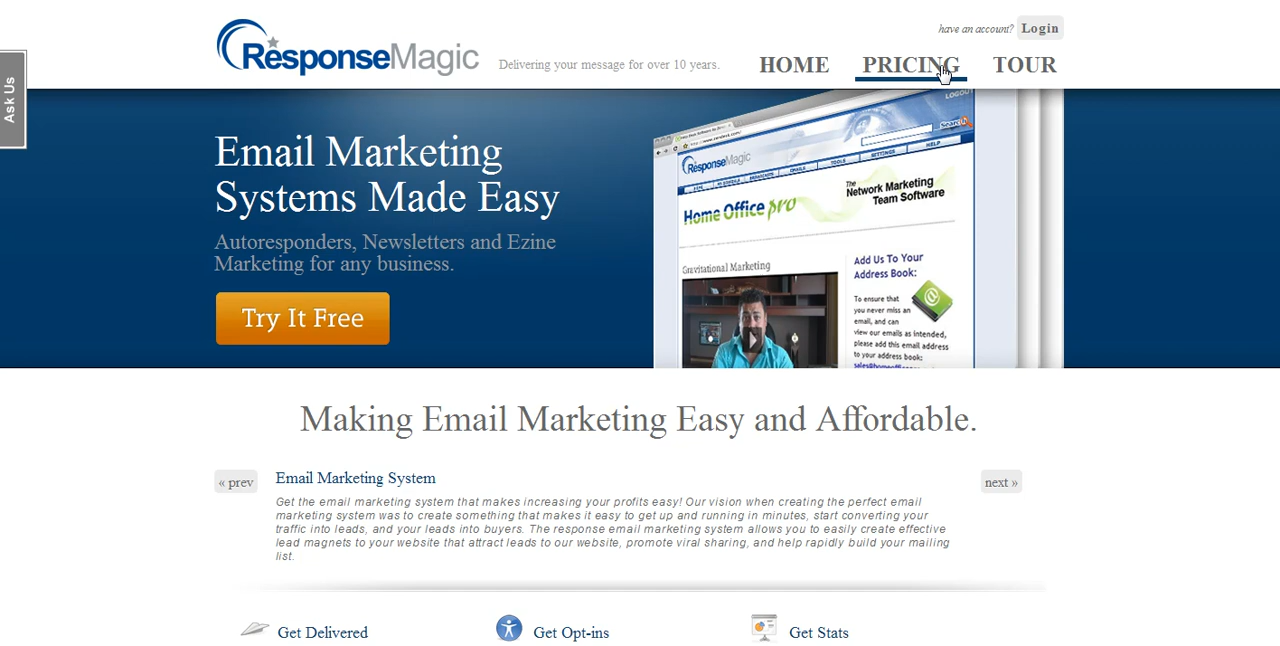 have an account? Login
ResponseMagic
Delivering your message for over 10 years.
HOME PRICING TOUR
Ask Us
Email Marketing
Systems Made Easy
Autoresponders, Newsletters and Ezine
Marketing for any business.
Try It Free
LOGOUT
Search
ResponseMagic
TOOLS SETTINGS HELP
Home Office pro
The
Network Marketing
Team Software
Gravitational Marketing
Add Us To Your
Address Book:
To ensure that
you never miss an
email, and can
view our emails as intended,
please add this email address
to your address book:
Making Email Marketing Easy and Affordable.
« prev
Email Marketing System
next »
Get the email marketing system that makes increasing your profits easy! Our vision when creating the perfect email
marketing system was to create something that makes it easy to get up and running in minutes, start converting your
traffic into leads, and your leads into buyers. The response email marketing system allows you to easily create effective
lead magnets to your website that attract leads to our website, promote viral sharing, and help rapidly build your mailing
list.
Get Delivered
Get Opt-ins
Get Stats